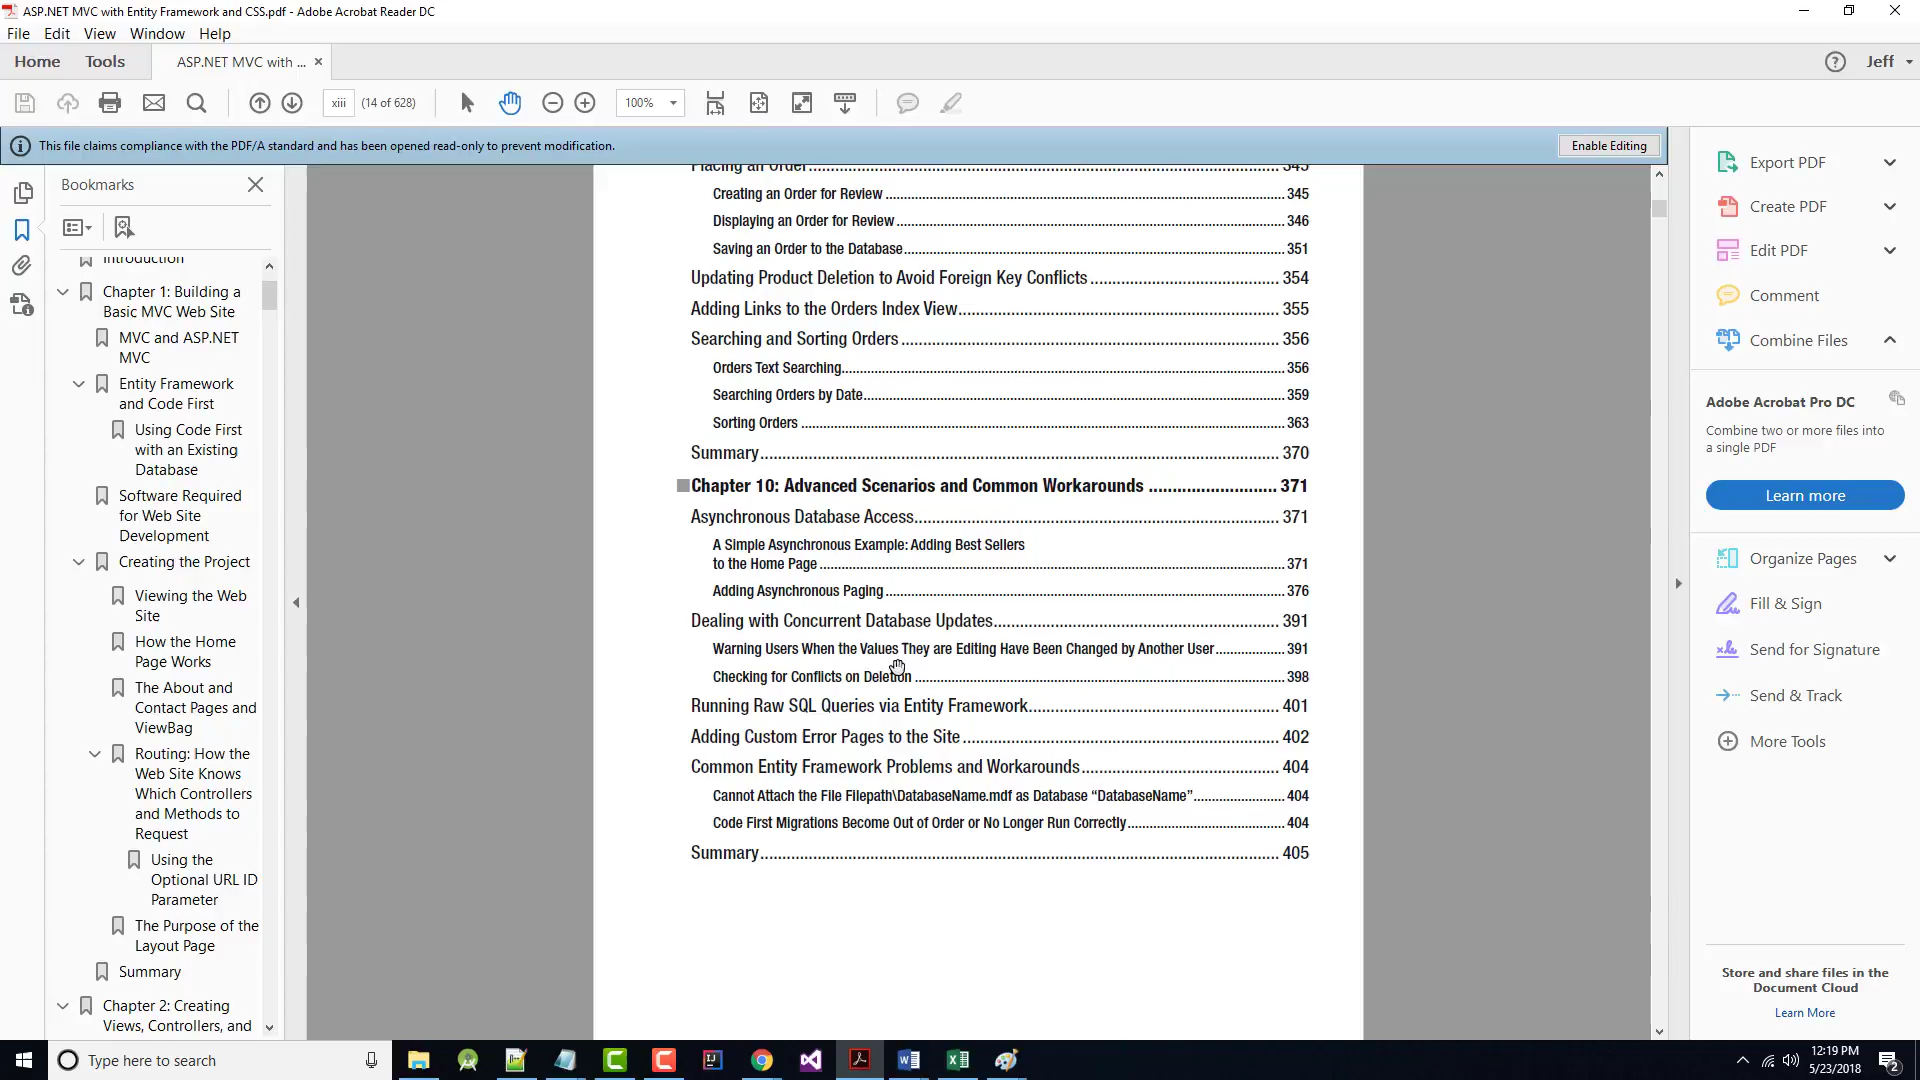 ASP.NET MVC with Entity Framework and CSS.pdf - Adobe Acrobat Reader DC
File Edit View Window Help
Home Tools ASP.NET MVC with ... × Jeff
xiii (14 of 628) 100%
This file claims compliance with the PDF/A standard and has been opened read-only to prevent modification. Enable Editing
Bookmarks
Introduction
Chapter 1: Building a
Basic MVC Web Site
MVC and ASP.NET
MVC
Entity Framework
and Code First
Using Code First
with an Existing
Database
Software Required
for Web Site
Development
Creating the Project
Viewing the Web
Site
How the Home
Page Works
The About and
Contact Pages and
ViewBag
Routing: How the
Web Site Knows
Which Controllers
and Methods to
Request
Using the
Optional URL ID
Parameter
The Purpose of the
Layout Page
Summary
Chapter 2: Creating
Views, Controllers, and
Placing an Order 345
Creating an Order for Review 345
Displaying an Order for Review 346
Saving an Order to the Database 351
Updating Product Deletion to Avoid Foreign Key Conflicts 354
Adding Links to the Orders Index View 355
Searching and Sorting Orders 356
Orders Text Searching 356
Searching Orders by Date 359
Sorting Orders 363
Summary 370
Chapter 10: Advanced Scenarios and Common Workarounds 371
Asynchronous Database Access 371
A Simple Asynchronous Example: Adding Best Sellers
to the Home Page 371
Adding Asynchronous Paging 376
Dealing with Concurrent Database Updates 391
Warning Users When the Values They are Editing Have Been Changed by Another User 391
Checking for Conflicts on Deletion 398
Running Raw SQL Queries via Entity Framework 401
Adding Custom Error Pages to the Site 402
Common Entity Framework Problems and Workarounds 404
Cannot Attach the File Filepath\DatabaseName.mdf as Database “DatabaseName” 404
Code First Migrations Become Out of Order or No Longer Run Correctly 404
Summary 405
Export PDF
Create PDF
Edit PDF
Comment
Combine Files
Adobe Acrobat Pro DC
Combine two or more files into
a single PDF
Learn more
Organize Pages
Fill & Sign
Send for Signature
Send & Track
More Tools
Store and share files in the
Document Cloud
Learn More
Type here to search
12:19 PM
5/23/2018
2